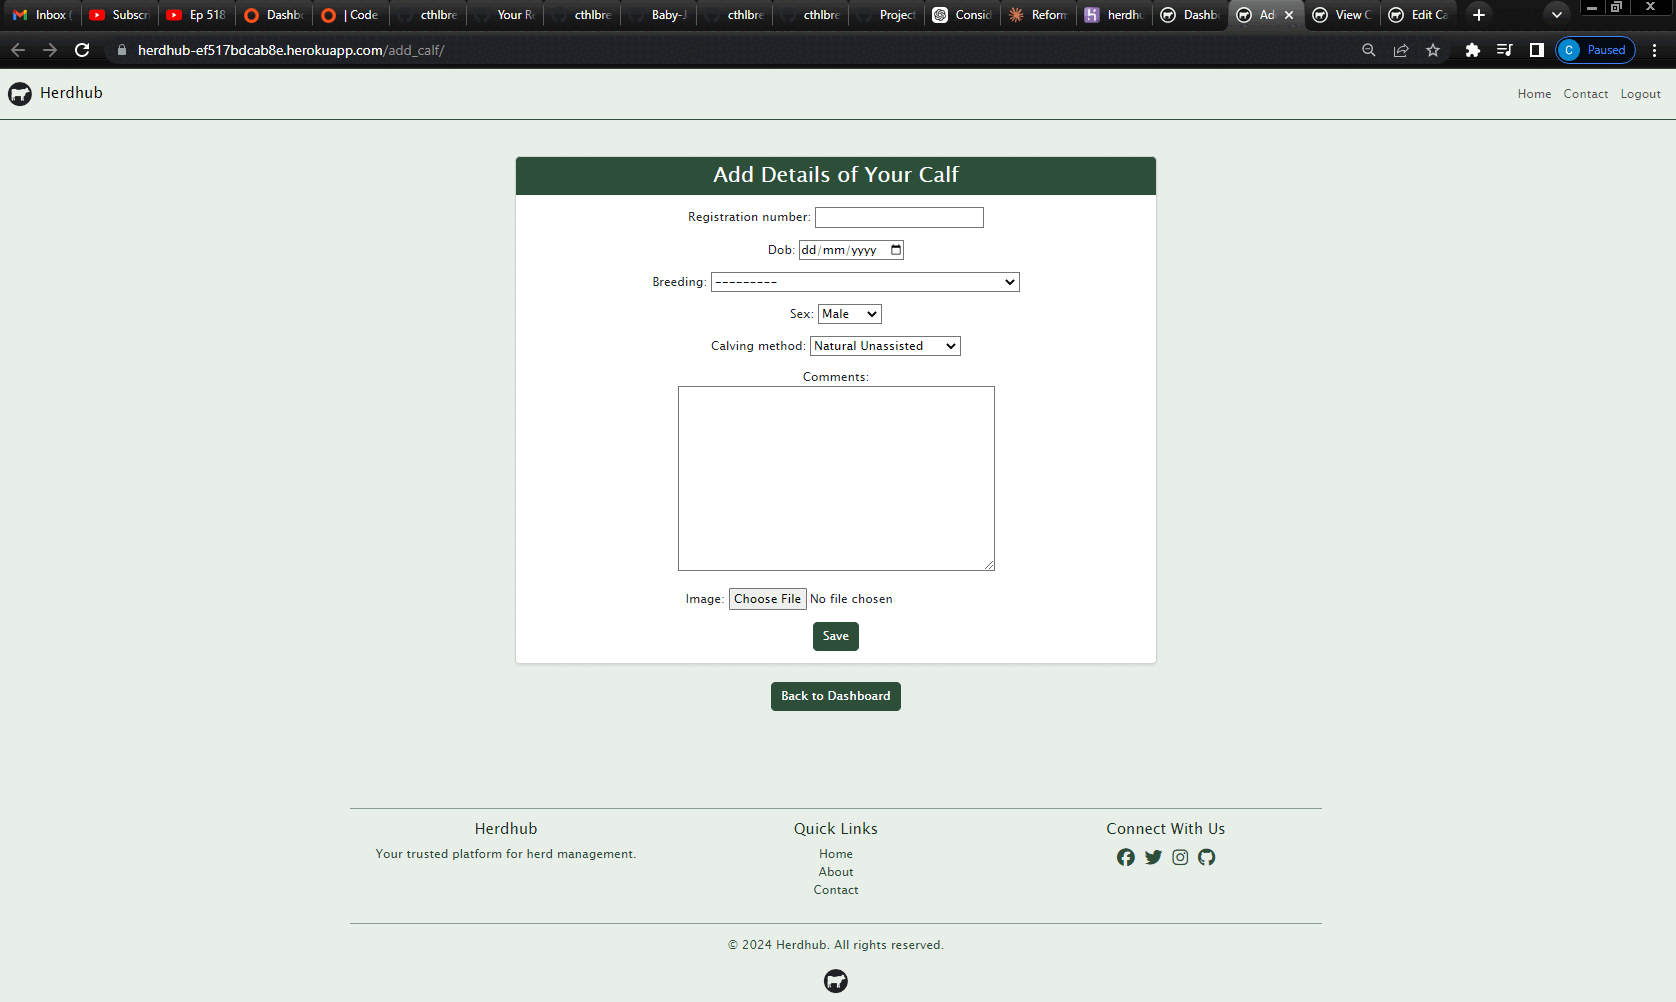 Inbox (
Subscri
Ep 518
Dashb
| Code
cthlbre
Your Re
cthlbre
Baby-J
cthlbre
cthlbre
Project
Consid
Reform
herdhu
Dashb
Ad
View C
Edit Ca
herdhub-ef517bdcab8e.herokuapp.com/add_calf/
C Paused
Herdhub
Home Contact Logout
Add Details of Your Calf
Registration number:
Dob: dd/mm/yyyy
Breeding: ---------
Sex: Male
Calving method: Natural Unassisted
Comments:
Image: Choose File No file chosen
Save
Back to Dashboard
Herdhub
Your trusted platform for herd management.
Quick Links
Home
About
Contact
Connect With Us
© 2024 Herdhub. All rights reserved.